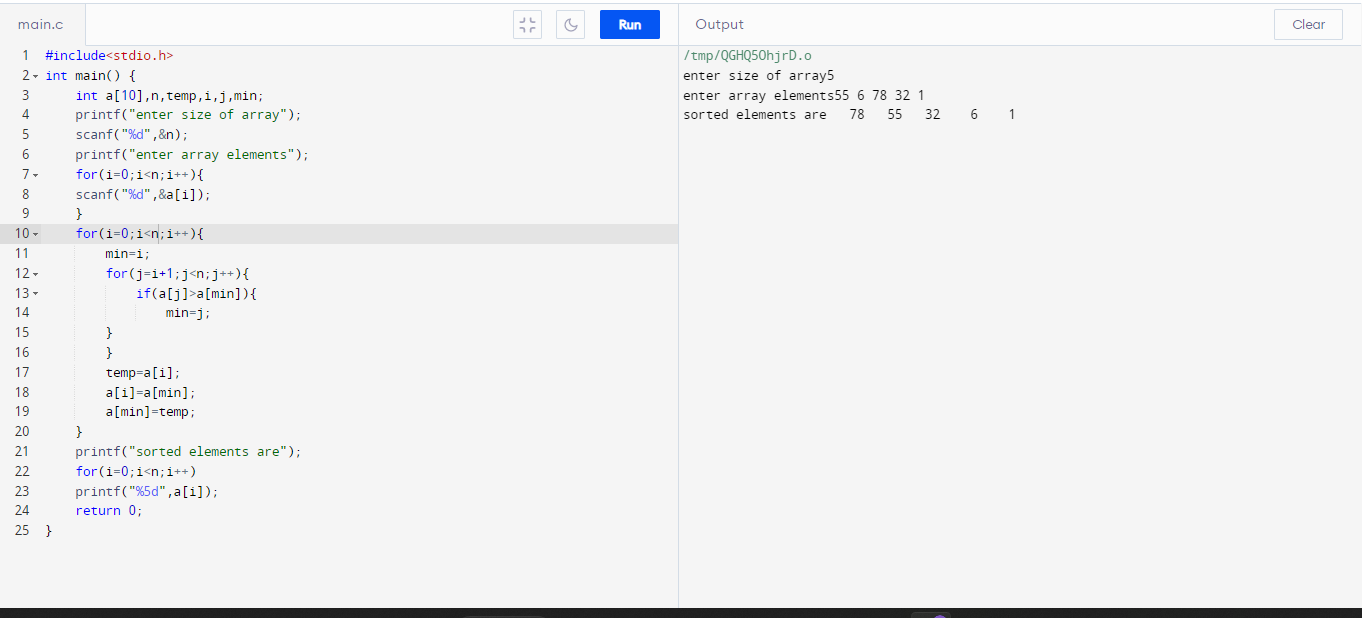 main.c Run Output Clear
1 #include<stdio.h>
2 int main() {
3 int a[10],n,temp,i,j,min;
4 printf("enter size of array");
5 scanf("%d",&n);
6 printf("enter array elements");
7 for(i=0;i<n;i++){
8 scanf("%d",&a[i]);
9 }
10 for(i=0;i<n;i++){
11 min=i;
12 for(j=i+1;j<n;j++){
13 if(a[j]>a[min]){
14 min=j;
15 }
16 }
17 temp=a[i];
18 a[i]=a[min];
19 a[min]=temp;
20 }
21 printf("sorted elements are");
22 for(i=0;i<n;i++)
23 printf("%5d",a[i]);
24 return 0;
25 }
/tmp/QGHQ5OhjrD.o
enter size of array5
enter array elements55 6 78 32 1
sorted elements are   78   55   32    6    1